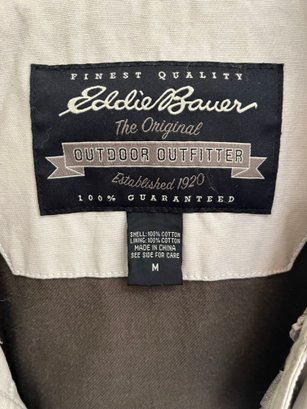 FINEST QUALITY
Eddie Bauer
The Original
OUTDOOR OUTFITTER
Established 1920
100% GUARANTEED
SHELL: 100% COTTON
LINING: 100% COTTON
MADE IN CHINA
SEE SIDE FOR CARE
M